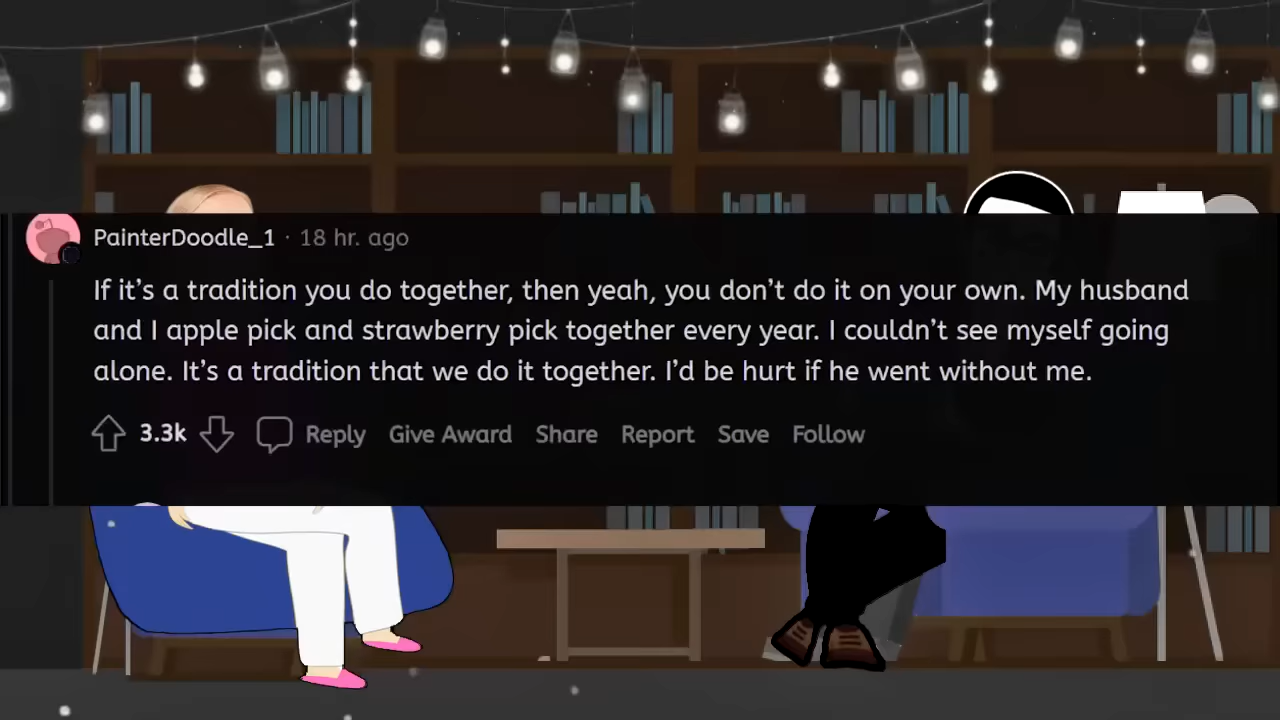 PainterDoodle_1 · 18 hr. ago
If it's a tradition you do together, then yeah, you don't do it on your own. My husband
and I apple pick and strawberry pick together every year. I couldn't see myself going
alone. It's a tradition that we do it together. I'd be hurt if he went without me.
3.3k Reply Give Award Share Report Save Follow